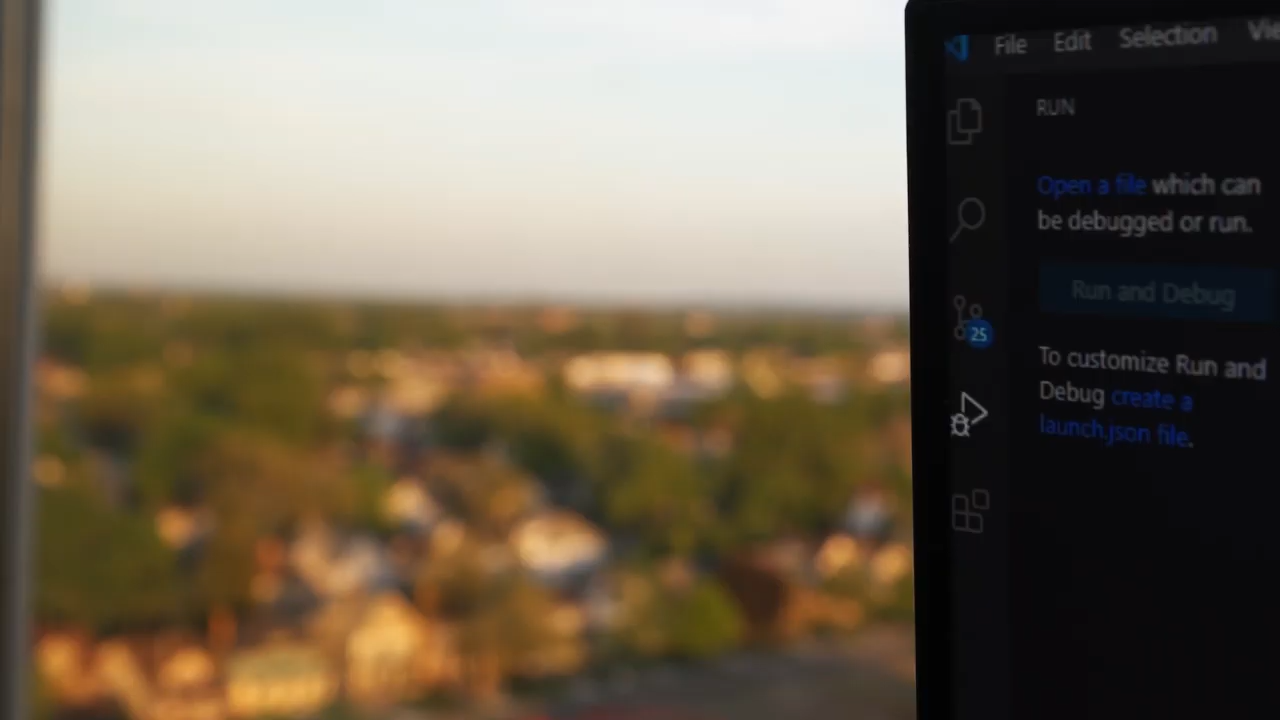 File Edit Selection
RUN
Open a file which can
be debugged or run.
Run and Debug
25
To customize Run and
Debug create a
launch.json file.